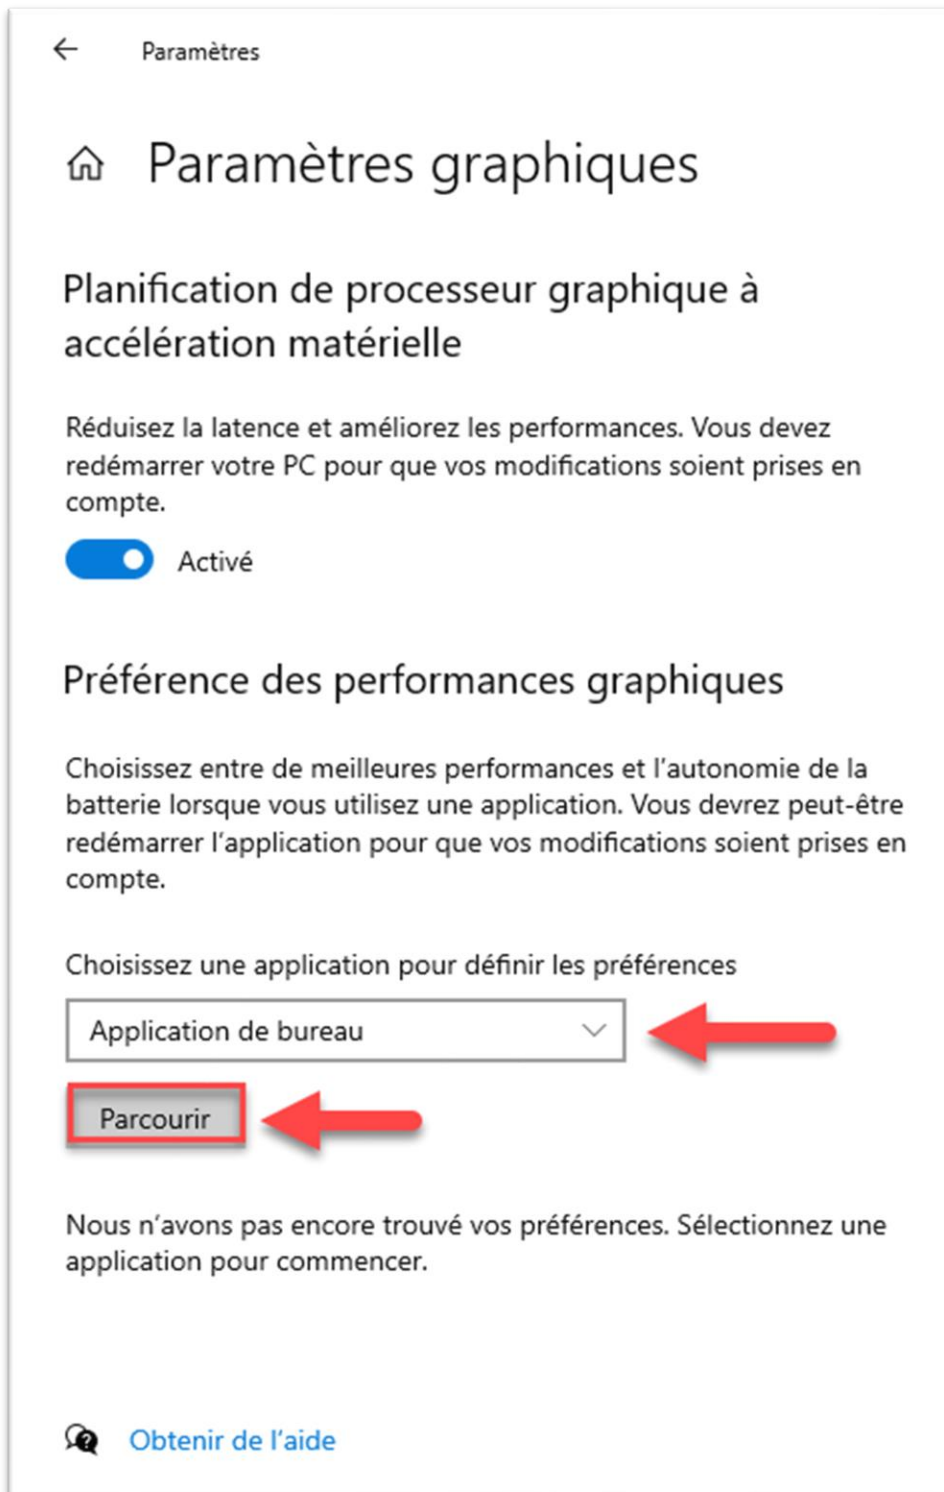 Paramètres
Paramètres graphiques
Planification de processeur graphique à
accélération matérielle
Réduisez la latence et améliorez les performances. Vous devez
redémarrer votre PC pour que vos modifications soient prises en
compte.
Activé
Préférence des performances graphiques
Choisissez entre de meilleures performances et l'autonomie de la
batterie lorsque vous utilisez une application. Vous devrez peut-être
redémarrer l'application pour que vos modifications soient prises en
compte.
Choisissez une application pour définir les préférences
Application de bureau
Parcourir
Nous n'avons pas encore trouvé vos préférences. Sélectionnez une
application pour commencer.
Obtenir de l'aide